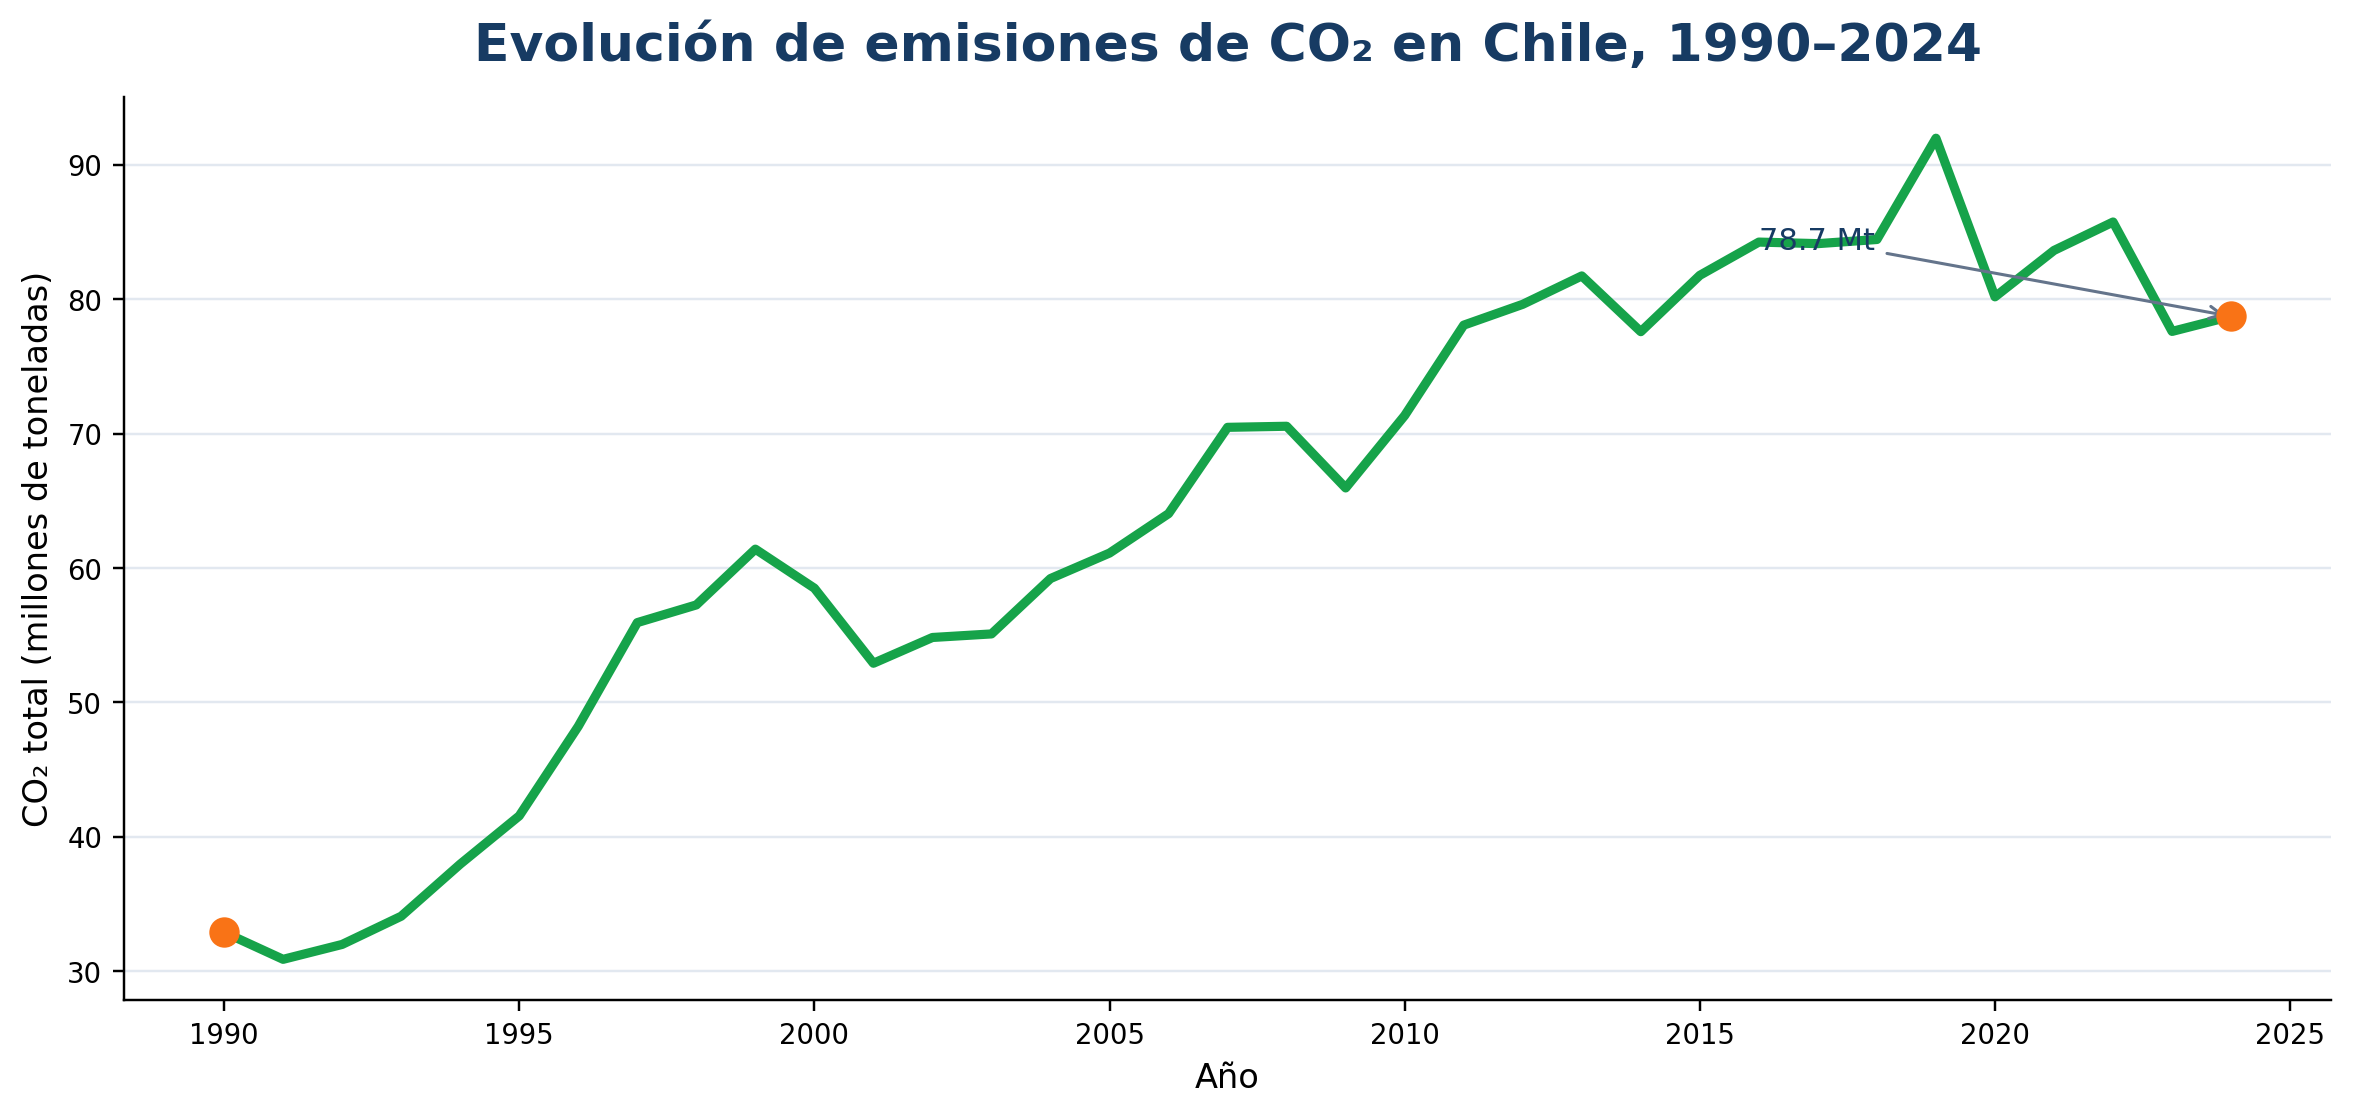 Evolución de emisiones de CO₂ en Chile, 1990–2024
CO₂ total (millones de toneladas)
90
80
70
60
50
40
30
78.7 Mt
1990 1995 2000 2005 2010 2015 2020 2025
Año